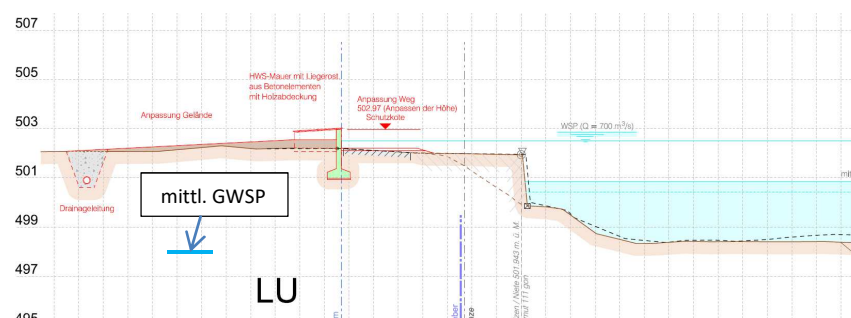 507
505
503
501
499
497
495
HWS-Mauer mit Liegerost
aus Betonelementen
mit Holzabdeckung
Anpassung Gelände
Anpassung Weg
502.97 (Anpassen der Höhe)
Schutzkote
WSP (Q = 700 m³/s)
mittl. GWSP
Drainageleitung
LU